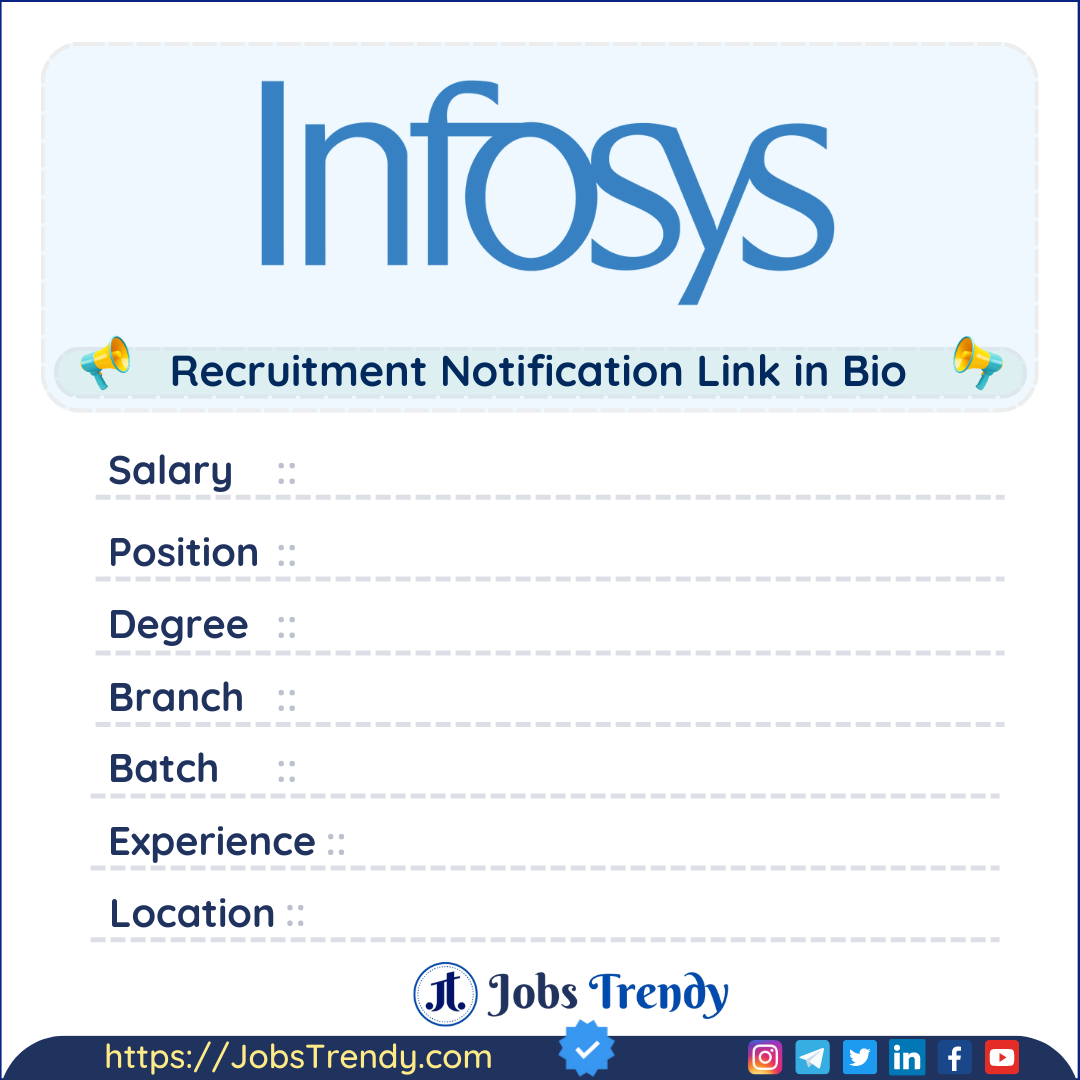 Infosys
Recruitment Notification Link in Bio
Salary ::
Position ::
Degree ::
Branch ::
Batch ::
Experience ::
Location ::
Jt. Jobs Trendy
https://JobsTrendy.com